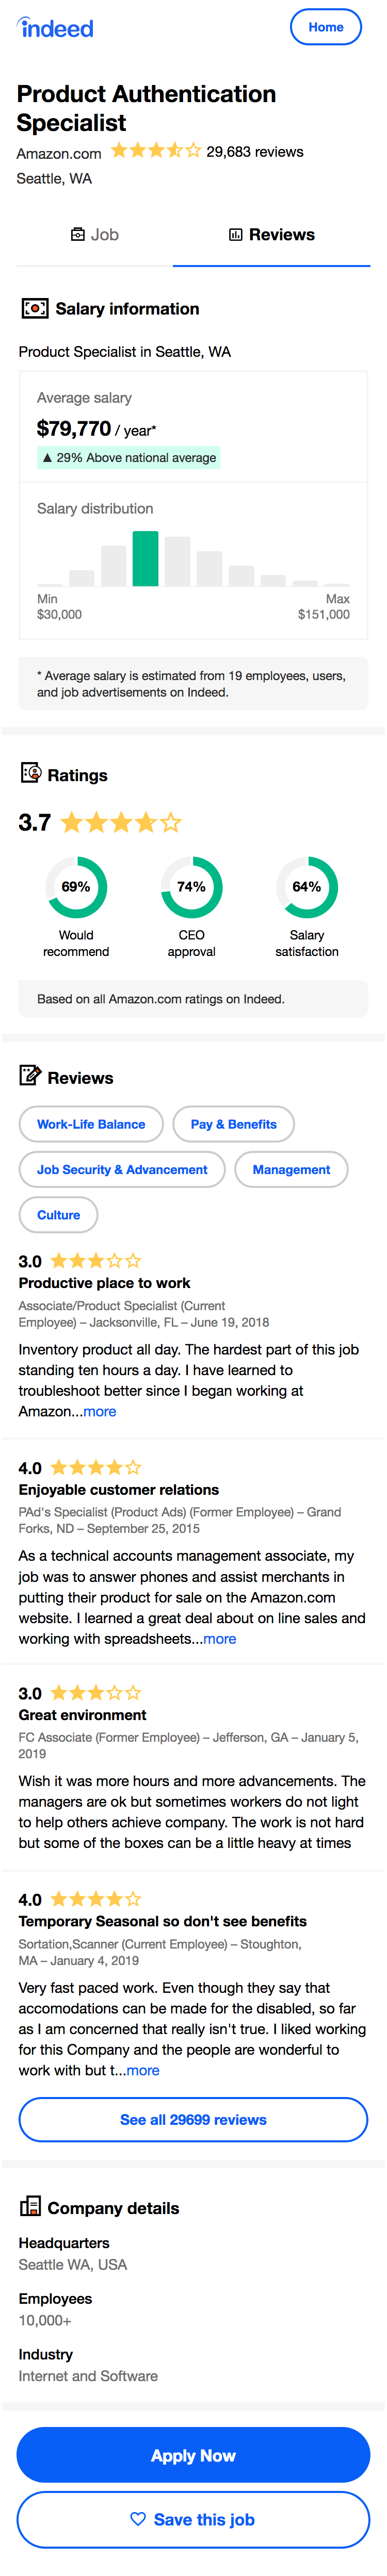 indeed
Home
Product Authentication
Specialist
Amazon.com 29,683 reviews
Seattle, WA
Job
Reviews
Salary information
Product Specialist in Seattle, WA
Average salary
$79,770 / year*
▲ 29% Above national average
Salary distribution
Min Max
$30,000 $151,000
* Average salary is estimated from 19 employees, users,
and job advertisements on Indeed.
Ratings
3.7
69% 74% 64%
Would CEO Salary
recommend approval satisfaction
Based on all Amazon.com ratings on Indeed.
Reviews
Work-Life Balance Pay & Benefits
Job Security & Advancement Management
Culture
3.0
Productive place to work
Associate/Product Specialist (Current
Employee) – Jacksonville, FL – June 19, 2018
Inventory product all day. The hardest part of this job
standing ten hours a day. I have learned to
troubleshoot better since I began working at
Amazon...more
4.0
Enjoyable customer relations
PAd's Specialist (Product Ads) (Former Employee) – Grand
Forks, ND – September 25, 2015
As a technical accounts management associate, my
job was to answer phones and assist merchants in
putting their product for sale on the Amazon.com
website. I learned a great deal about on line sales and
working with spreadsheets...more
3.0
Great environment
FC Associate (Former Employee) – Jefferson, GA – January 5,
2019
Wish it was more hours and more advancements. The
managers are ok but sometimes workers do not light
to help others achieve company. The work is not hard
but some of the boxes can be a little heavy at times
4.0
Temporary Seasonal so don't see benefits
Sortation,Scanner (Current Employee) – Stoughton,
MA – January 4, 2019
Very fast paced work. Even though they say that
accomodations can be made for the disabled, so far
as I am concerned that really isn't true. I liked working
for this Company and the people are wonderful to
work with but t...more
See all 29699 reviews
Company details
Headquarters
Seattle WA, USA
Employees
10,000+
Industry
Internet and Software
Apply Now
Save this job